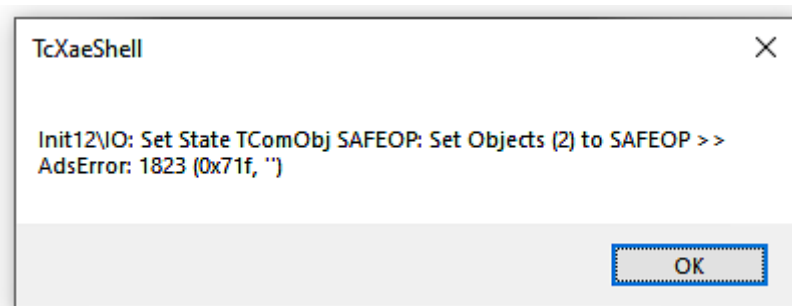 TcXaeShell
Init12\IO: Set State TComObj SAFEOP: Set Objects (2) to SAFEOP >>
AdsError: 1823 (0x71f, '')
OK